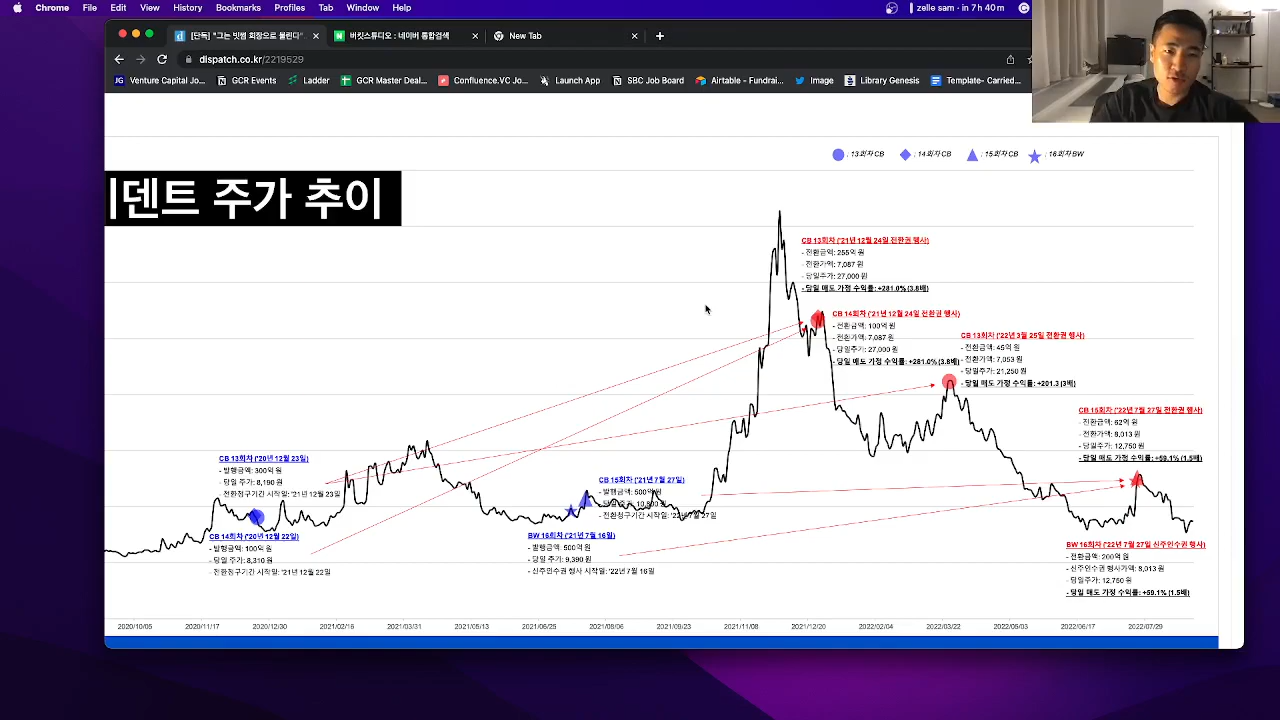 Chrome File Edit View History Bookmarks Profiles Tab Window Help
zelle sam - in 7 h 40 m
[단독] "그는 빗썸 회장으로 불린다"
버킷스튜디오 : 네이버 통합검색
New Tab
dispatch.co.kr/2219529
Venture Capital Jo... GCR Events Ladder GCR Master Deal... Confluence.VC Jo... Launch App SBC Job Board Airtable - Fundrai... Image Library Genesis Template- Carried...
: 13회차 CB : 14회차 CB : 15회차 CB : 16회차 BW
덴트 주가 추이
CB 13회차 ('21년 12월 24일 전환권 행사)
- 전환금액: 255억 원
- 전환가액: 7,087 원
- 당일주가: 27,000 원
- 당일 매도 가정 수익률: +281.0% (3.8배)
CB 14회차 ('21년 12월 24일 전환권 행사)
- 전환금액: 100억 원
- 전환가액: 7,087 원
- 당일주가: 27,000 원
- 당일 매도 가정 수익률: +281.0% (3.8배)
CB 13회차 ('22년 3월 25일 전환권 행사)
- 전환금액: 45억 원
- 전환가액: 7,053 원
- 당일주가: 21,250 원
- 당일 매도 가정 수익률: +201.3 (3배)
CB 15회차 ('22년 7월 27일 전환권 행사)
- 전환금액: 62억 원
- 전환가액: 8,013 원
- 당일주가: 12,750 원
- 당일 매도 가정 수익률: +59.1% (1.5배)
CB 13회차 ('20년 12월 23일)
- 발행금액: 300억 원
- 당일 주가: 8,190 원
- 전환청구기간 시작일: '21년 12월 23일
CB 14회차 ('20년 12월 22일)
- 발행금액: 100억 원
- 당일 주가: 8,310 원
- 전환청구기간 시작일: '21년 12월 22일
CB 15회차 ('21년 7월 27일)
- 발행금액: 500억 원
- 당일 주가: 10,800 원
- 전환청구기간 시작일: '22년 7월 27일
BW 16회차 ('21년 7월 16일)
- 발행금액: 500억 원
- 당일 주가: 9,390 원
- 신주인수권 행사 시작일: '22년 7월 16일
BW 16회차 ('22년 7월 27일 신주인수권 행사)
- 전환금액: 200억 원
- 신주인수권 행사가액: 8,013 원
- 당일주가: 12,750 원
- 당일 매도 가정 수익률: +59.1% (1.5배)
2020/10/05 2020/11/17 2020/12/30 2021/02/16 2021/03/31 2021/05/13 2021/06/25 2021/08/06 2021/09/23 2021/11/08 2021/12/20 2022/02/04 2022/03/22 2022/05/03 2022/06/17 2022/07/29